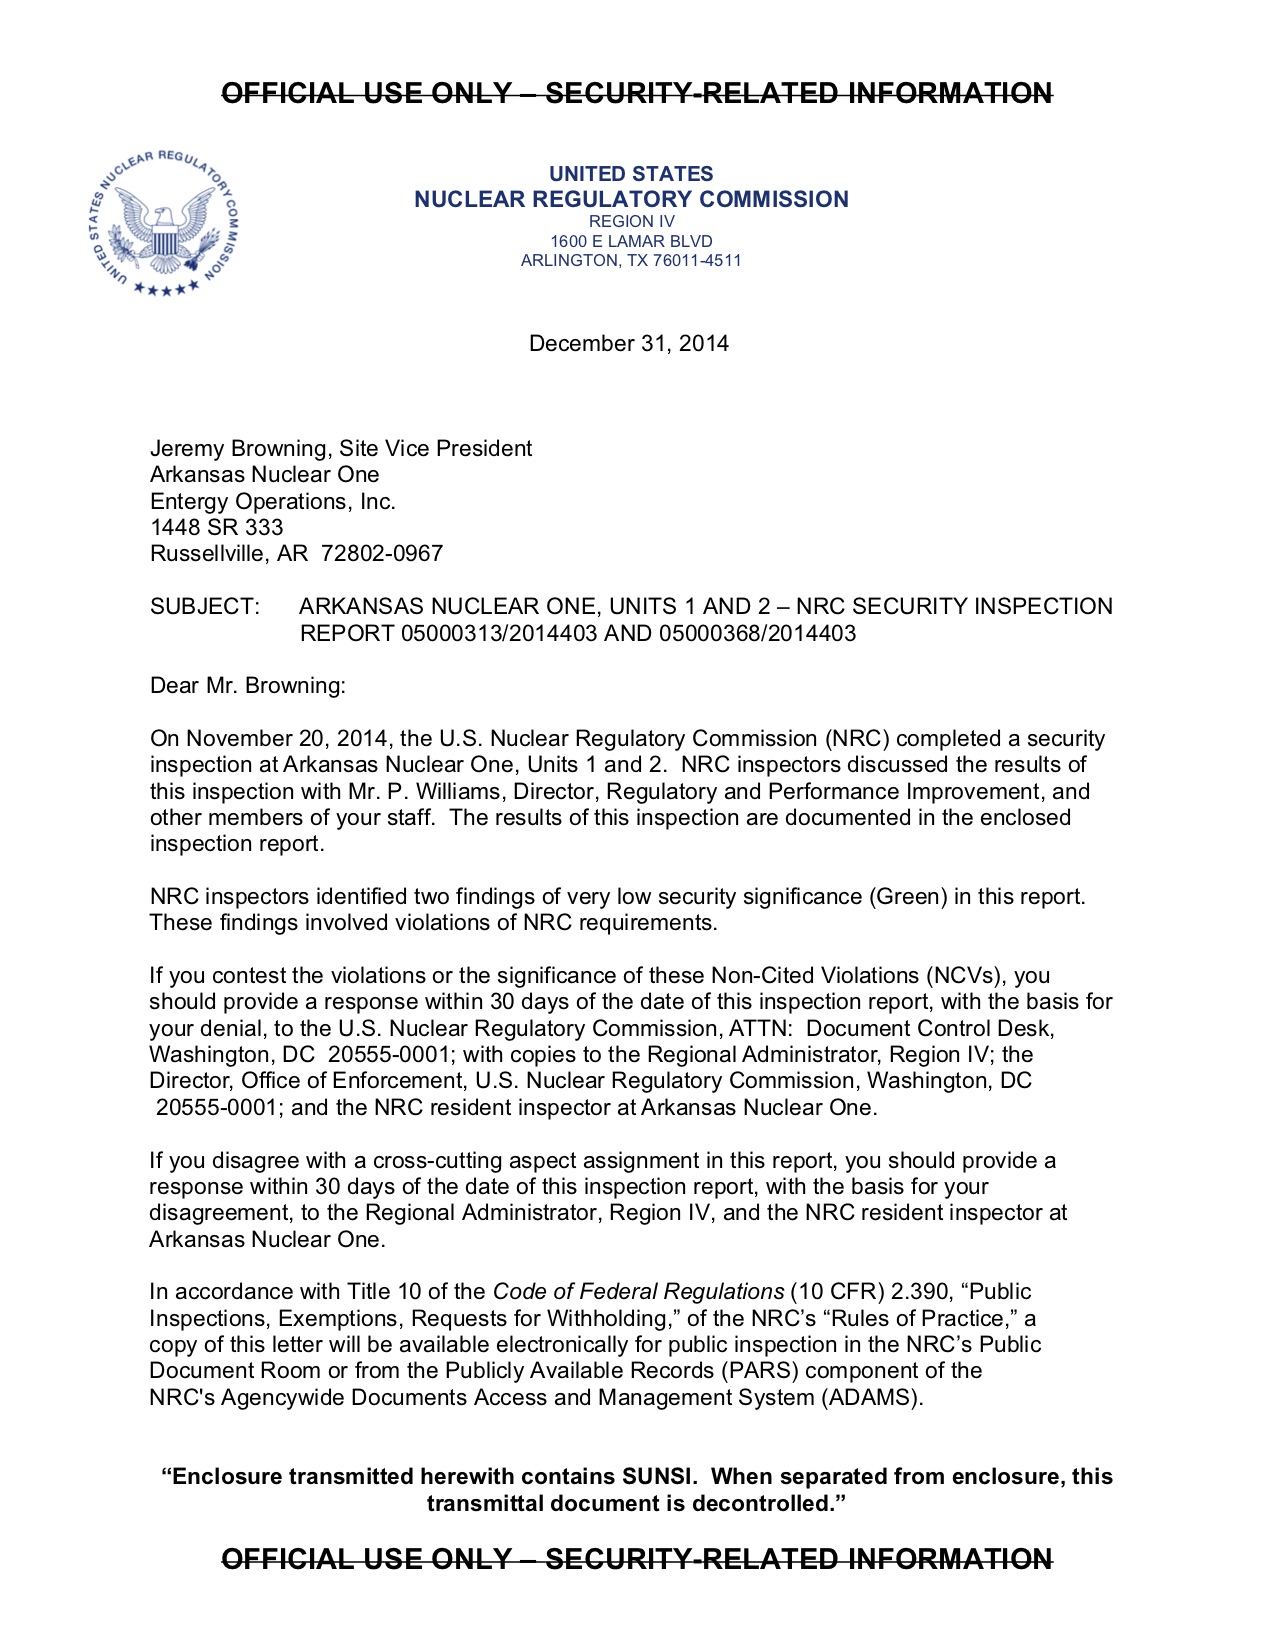 OFFICIAL USE ONLY – SECURITY-RELATED INFORMATION
UNITED STATES NUCLEAR REGULATORY COMMISSION
UNITED STATES
NUCLEAR REGULATORY COMMISSION
REGION IV
1600 E LAMAR BLVD
ARLINGTON, TX 76011-4511
December 31, 2014
Jeremy Browning, Site Vice President
Arkansas Nuclear One
Entergy Operations, Inc.
1448 SR 333
Russellville, AR  72802-0967
SUBJECT: ARKANSAS NUCLEAR ONE, UNITS 1 AND 2 – NRC SECURITY INSPECTION
REPORT 05000313/2014403 AND 05000368/2014403
Dear Mr. Browning:
On November 20, 2014, the U.S. Nuclear Regulatory Commission (NRC) completed a security
inspection at Arkansas Nuclear One, Units 1 and 2.  NRC inspectors discussed the results of
this inspection with Mr. P. Williams, Director, Regulatory and Performance Improvement, and
other members of your staff.  The results of this inspection are documented in the enclosed
inspection report.
NRC inspectors identified two findings of very low security significance (Green) in this report.
These findings involved violations of NRC requirements.
If you contest the violations or the significance of these Non-Cited Violations (NCVs), you
should provide a response within 30 days of the date of this inspection report, with the basis for
your denial, to the U.S. Nuclear Regulatory Commission, ATTN:  Document Control Desk,
Washington, DC  20555-0001; with copies to the Regional Administrator, Region IV; the
Director, Office of Enforcement, U.S. Nuclear Regulatory Commission, Washington, DC
20555-0001; and the NRC resident inspector at Arkansas Nuclear One.
If you disagree with a cross-cutting aspect assignment in this report, you should provide a
response within 30 days of the date of this inspection report, with the basis for your
disagreement, to the Regional Administrator, Region IV, and the NRC resident inspector at
Arkansas Nuclear One.
In accordance with Title 10 of the Code of Federal Regulations (10 CFR) 2.390, “Public
Inspections, Exemptions, Requests for Withholding,” of the NRC’s “Rules of Practice,” a
copy of this letter will be available electronically for public inspection in the NRC’s Public
Document Room or from the Publicly Available Records (PARS) component of the
NRC's Agencywide Documents Access and Management System (ADAMS).
“Enclosure transmitted herewith contains SUNSI.  When separated from enclosure, this
transmittal document is decontrolled.”
OFFICIAL USE ONLY – SECURITY-RELATED INFORMATION